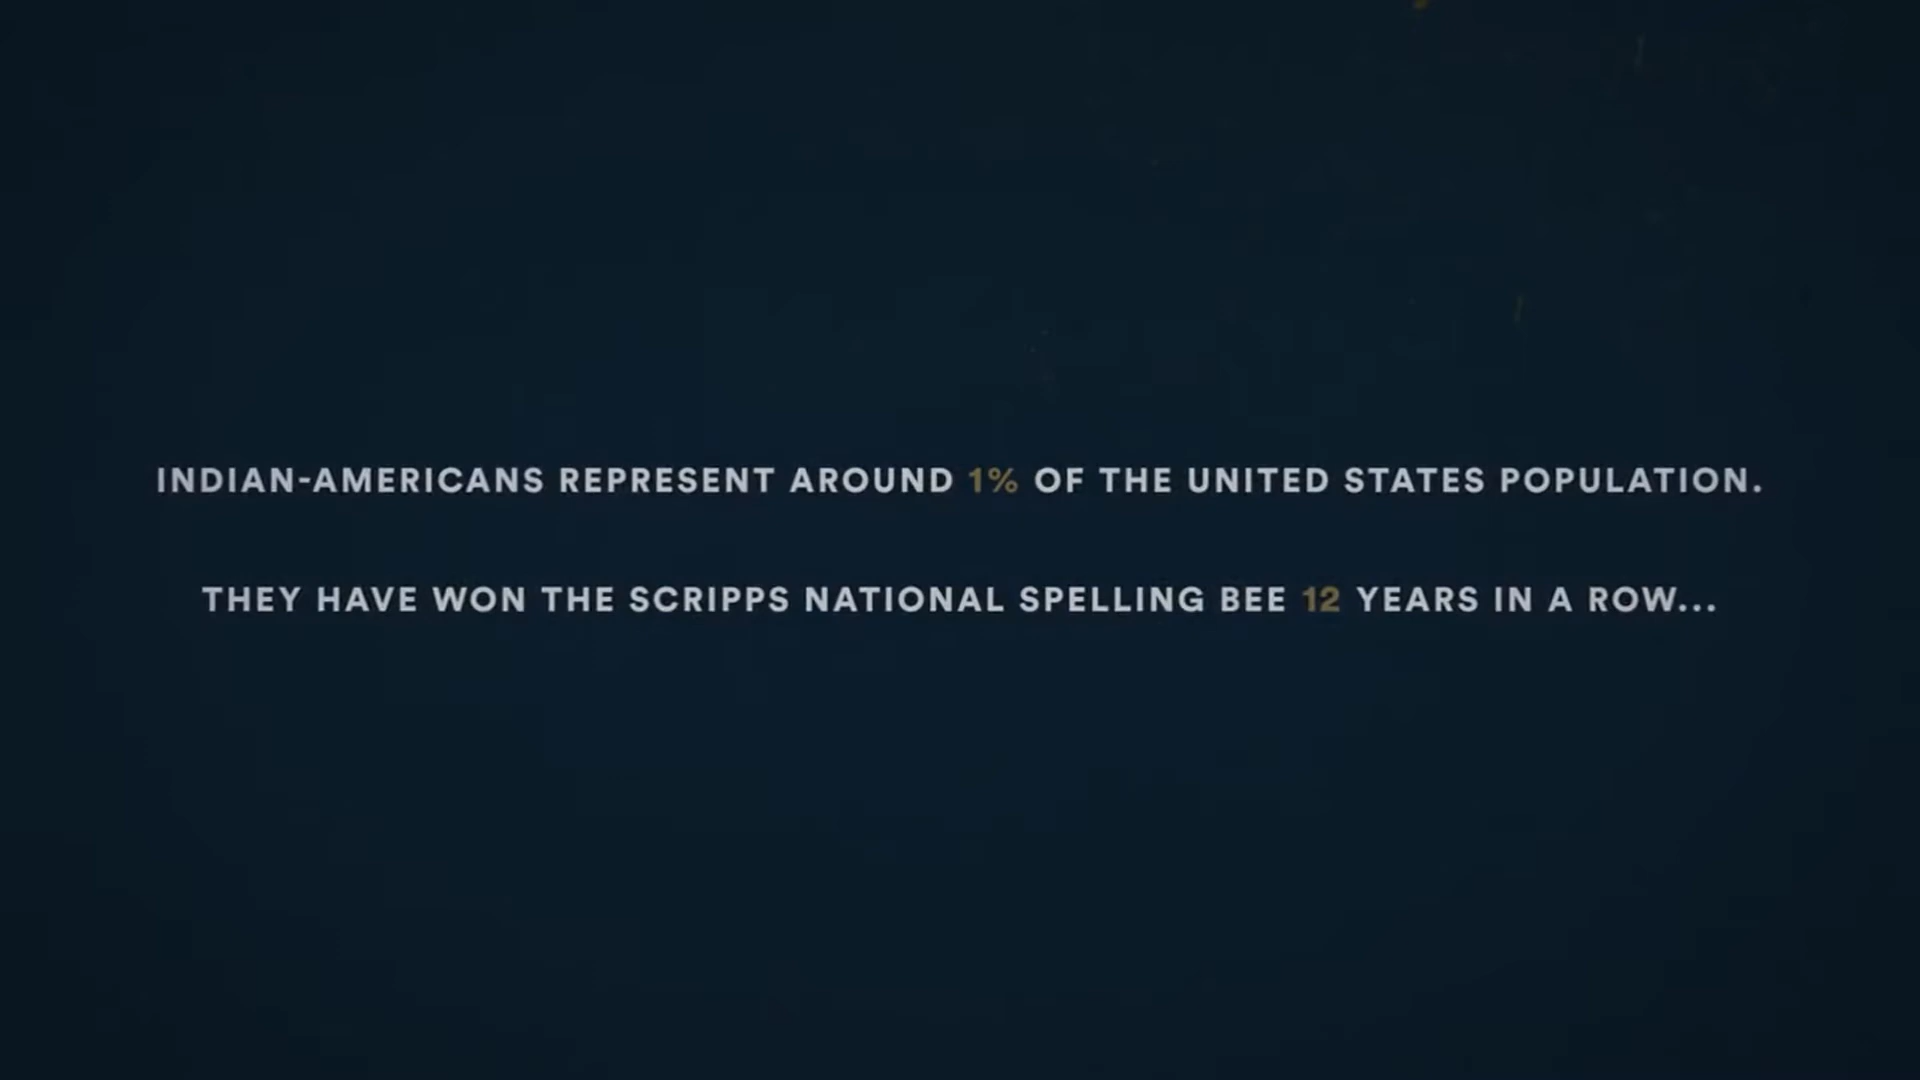 INDIAN-AMERICANS REPRESENT AROUND 1% OF THE UNITED STATES POPULATION.
THEY HAVE WON THE SCRIPPS NATIONAL SPELLING BEE 12 YEARS IN A ROW...